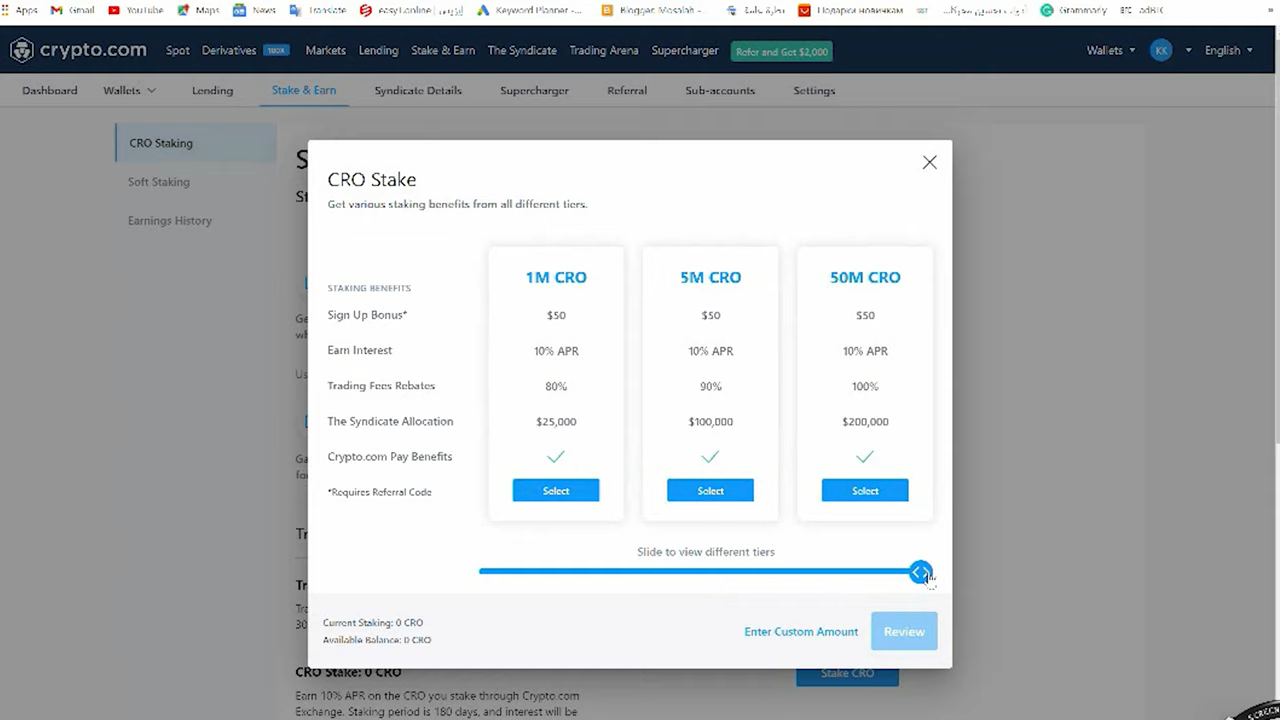 Apps Gmail YouTube Maps News Translate Keyword Planner -... Grammarly
crypto.com Spot Derivatives 100X Markets Lending Stake & Earn The Syndicate Trading Arena Supercharger Refer and Get $2,000 Wallets KK English
Dashboard Wallets Lending Stake & Earn Syndicate Details Supercharger Referral Sub-accounts Settings
CRO Staking
Soft Staking
Earnings History
CRO Stake
Get various staking benefits from all different tiers.
1M CRO 5M CRO 50M CRO
STAKING BENEFITS
Sign Up Bonus* $50 $50 $50
Earn Interest 10% APR 10% APR 10% APR
Trading Fees Rebates 80% 90% 100%
The Syndicate Allocation $25,000 $100,000 $200,000
Crypto.com Pay Benefits
*Requires Referral Code Select Select Select
Slide to view different tiers
Current Staking: 0 CRO
Available Balance: 0 CRO
Enter Custom Amount Review
CRO Stake: 0 CRO
Stake CRO
Earn 10% APR on the CRO you stake through Crypto.com
Exchange. Staking period is 180 days, and interest will be